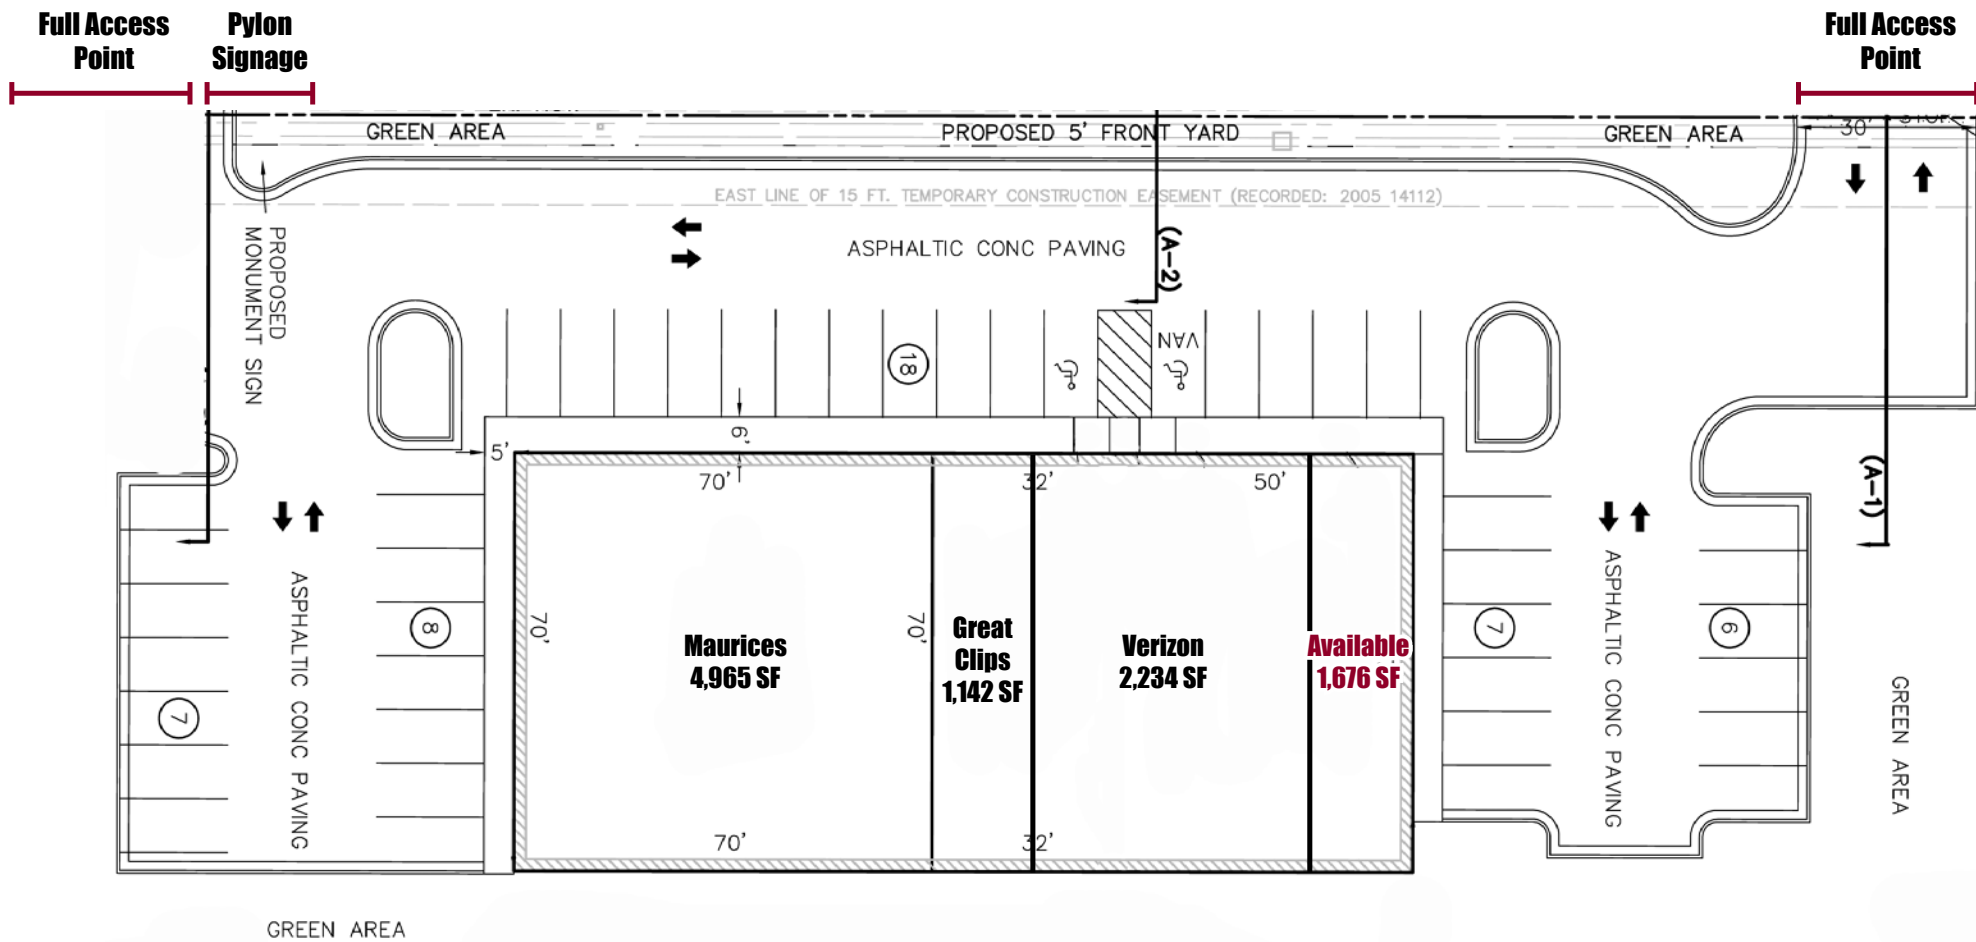 Full Access
Point
Pylon
Signage
Full Access
Point
GREEN AREA
PROPOSED 5' FRONT YARD
GREEN AREA
30'
EAST LINE OF 15 FT. TEMPORARY CONSTRUCTION EASEMENT (RECORDED: 2005 14112)
PROPOSED
MONUMENT SIGN
ASPHALTIC CONC PAVING
(A-2)
VAN
18
6'
5'
70'
32'
50'
(A-1)
ASPHALTIC CONC PAVING
8
7
70'
Maurices
4,965 SF
70'
Great
Clips
1,142 SF
Verizon
2,234 SF
Available
1,676 SF
7
6
ASPHALTIC CONC PAVING
GREEN AREA
70'
32'
GREEN AREA